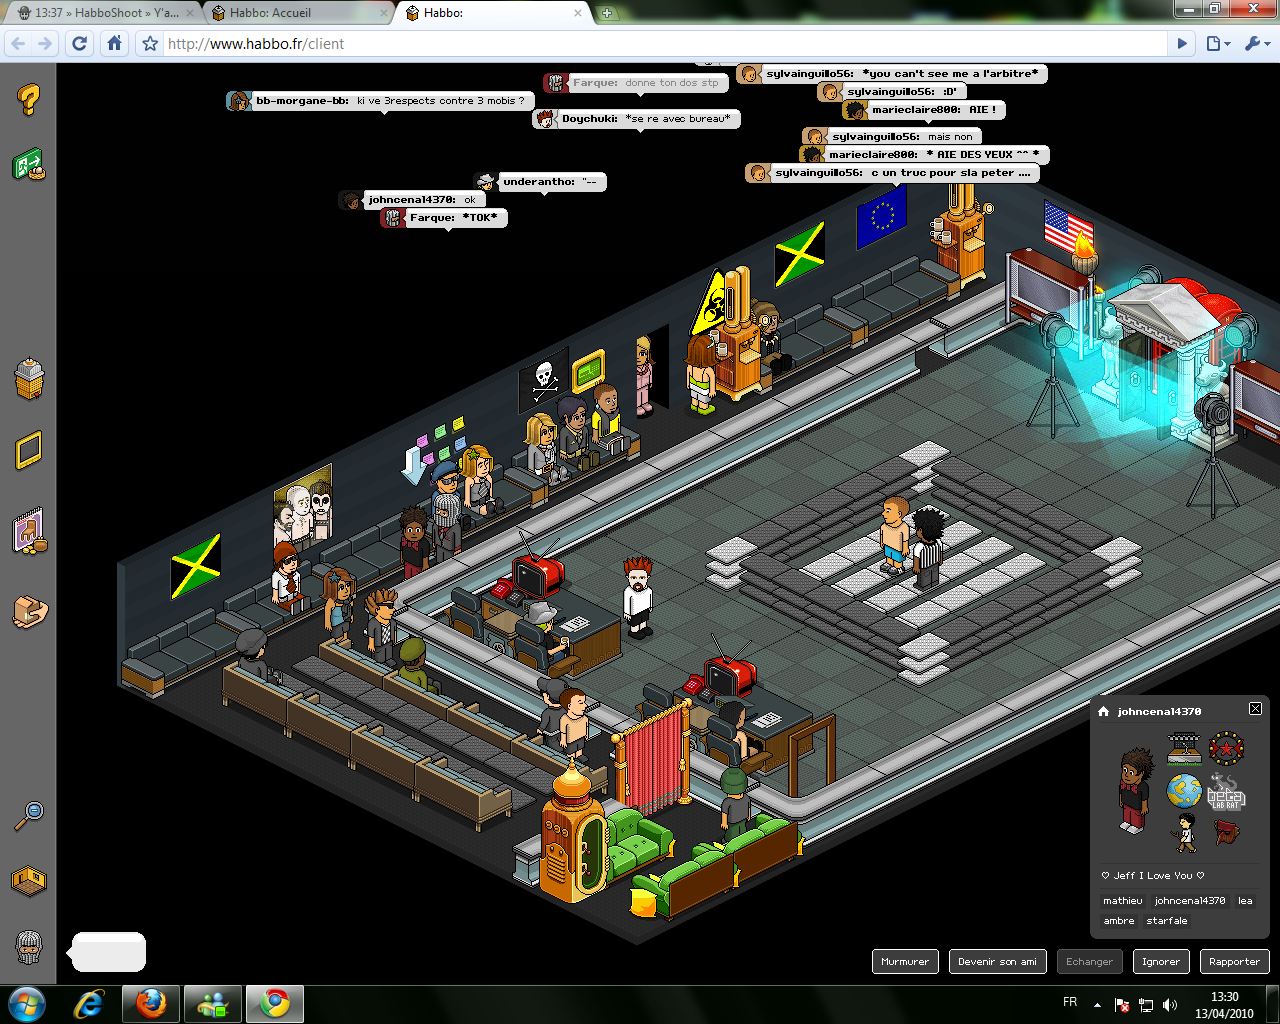 13:37 » HabboShoot » Y'a...
Habbo: Accueil
Habbo:
http://www.habbo.fr/client
sylvainguillo56: *you can't see me a l'arbitre*
Farque: donne ton dos stp
sylvainguillo56: :D'
bb-morgane-bb: ki ve 3respects contre 3 mobis ?
marieclaire800: AIE !
Doychuki: *se re avec bureau*
sylvainguillo56: mais non
marieclaire800: * AIE DES YEUX ^^ *
sylvainguillo56: c un truc pour sla peter ....
underantho: "--
johncena14370: ok
Farque: *TOK*
johncena14370
beta
LAB RAT
♡ Jeff I Love You ♡
mathieu johncena14370 lea
ambre starfale
Murmurer Devenir son ami Echanger Ignorer Rapporter
FR
13:30
13/04/2010